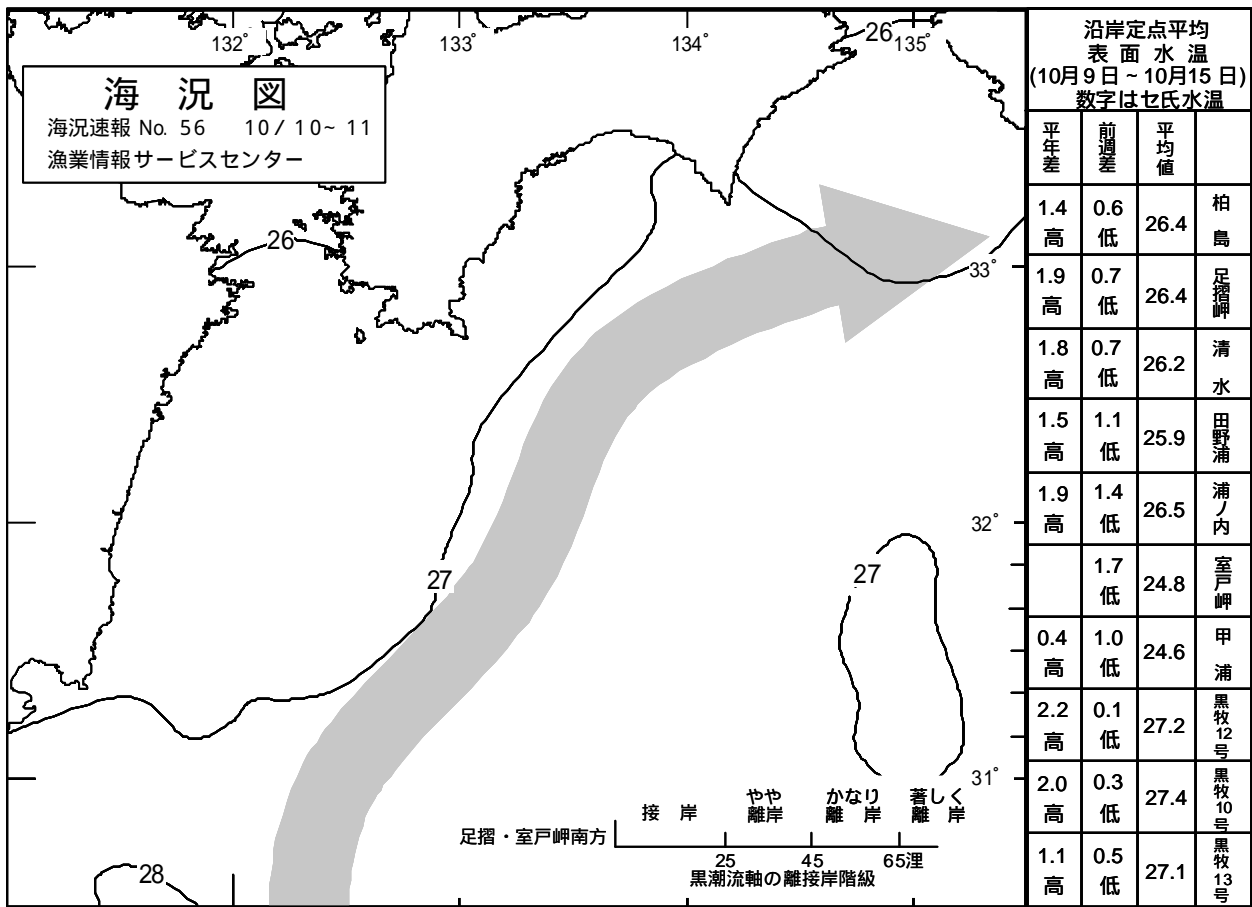 132°
133°
134°
135°
26
海況図
海況速報 No. 56 10/10~11
漁業情報サービスセンター
26
33°
32°
27
27
31°
28
接岸
やや離岸
かなり離岸
著しく離岸
足摺・室戸岬南方
25 45 65浬
黒潮流軸の離接岸階級
沿岸定点平均
表面水温
(10月9日~10月15日)
数字はセ氏水温
平年差 前週差 平均値
1.4高 0.6低 26.4 柏島
1.9高 0.7低 26.4 足摺岬
1.8高 0.7低 26.2 清水
1.5高 1.1低 25.9 田野浦
1.9高 1.4低 26.5 浦ノ内
1.7低 24.8 室戸岬
0.4高 1.0低 24.6 甲浦
2.2高 0.1低 27.2 黒牧12号
2.0高 0.3低 27.4 黒牧10号
1.1高 0.5低 27.1 黒牧13号